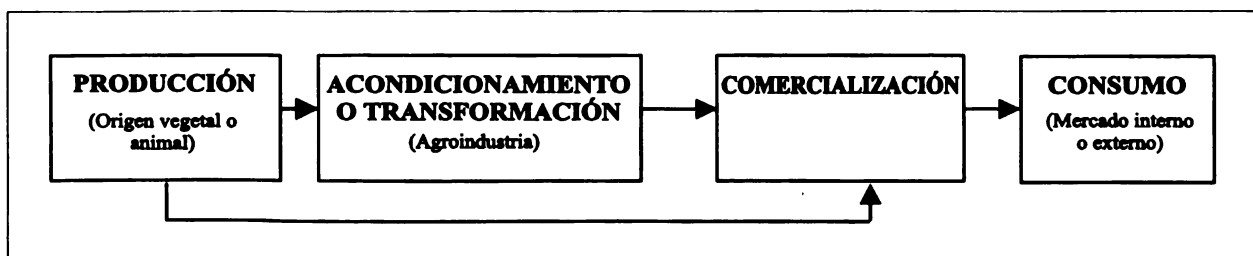 PRODUCCIÓN
(Origen vegetal o
animal)
ACONDICIONAMIENTO
O TRANSFORMACIÓN
(Agroindustria)
COMERCIALIZACIÓN
CONSUMO
(Mercado interno
o externo)